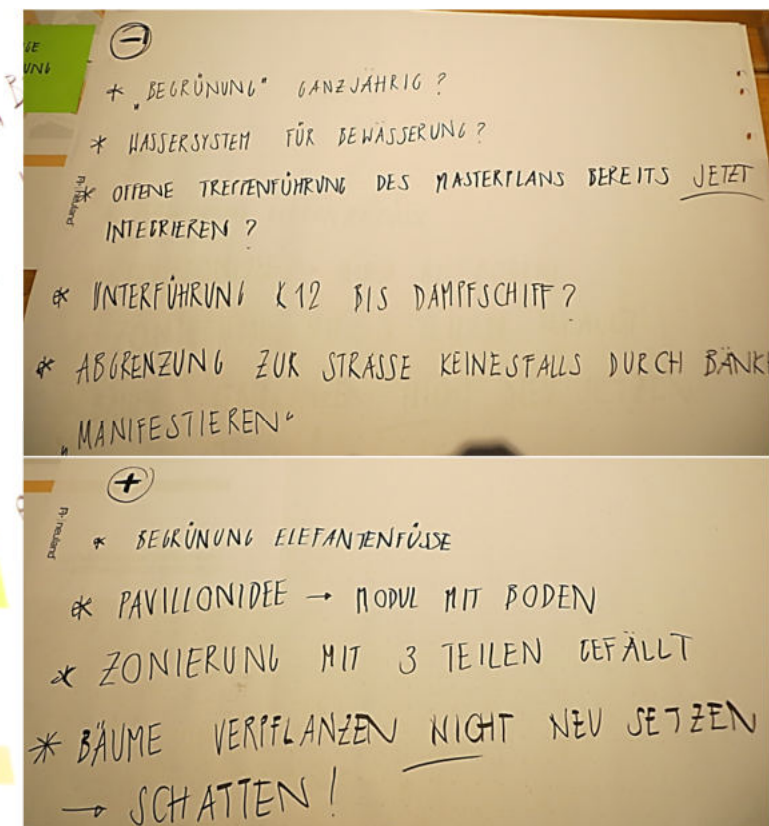 ⊖
* „BEGRÜNUNG“ GANZJÄHRIG?
* WASSERSYSTEM FÜR BEWÄSSERUNG?
* OFFENE TREPPENFÜHRUNG DES MASTERPLANS BEREITS JETZT
INTEGRIEREN?
* UNTERFÜHRUNG K12 BIS DAMPFSCHIFF?
* ABGRENZUNG ZUR STRASSE KEINESFALLS DURCH BÄNK
„MANIFESTIEREN“
⊕
neuland
* BEGRÜNUNG ELEFANTENFÜSSE
* PAVILLONIDEE → MODUL MIT BODEN
* ZONIERUNG MIT 3 TEILEN GEFÄLLT
* BÄUME VERPFLANZEN NICHT NEU SETZEN
→ SCHATTEN!